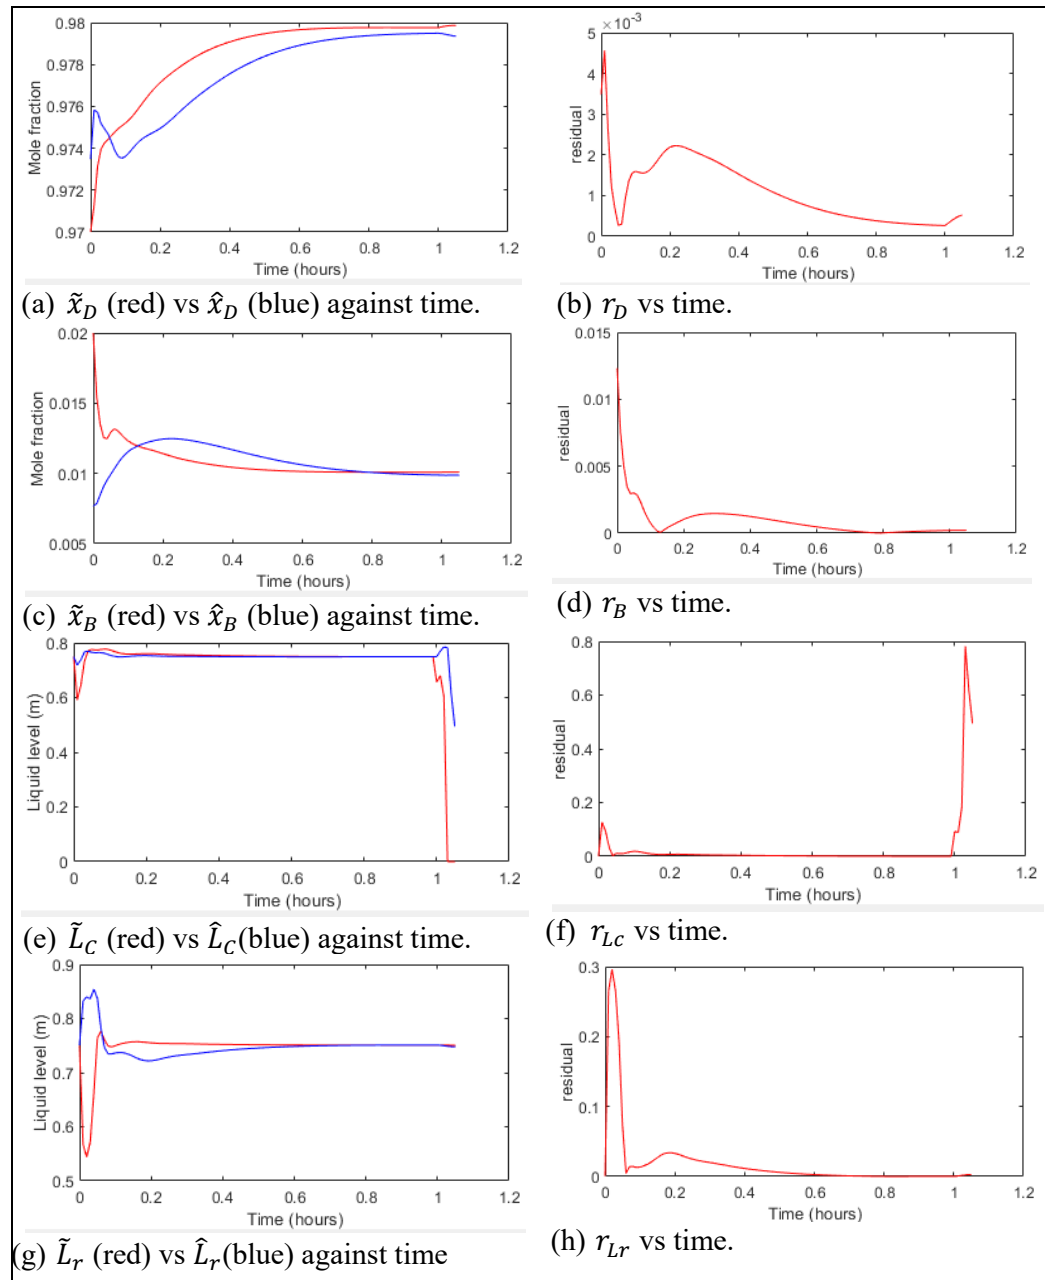 0.98
0.978
0.976
0.974
0.972
0.97
Mole fraction
0 0.2 0.4 0.6 0.8 1 1.2
Time (hours)
(a) x̃_D (red) vs x̂_D (blue) against time.
×10⁻³
5
4
3
2
1
0
residual
0 0.2 0.4 0.6 0.8 1 1.2
Time (hours)
(b) r_D vs time.
0.02
0.015
0.01
0.005
Mole fraction
0 0.2 0.4 0.6 0.8 1 1.2
Time (hours)
(c) x̃_B (red) vs x̂_B (blue) against time.
0.015
0.01
0.005
0
residual
0 0.2 0.4 0.6 0.8 1 1.2
Time (hours)
(d) r_B vs time.
0.8
0.6
0.4
0.2
0
Liquid level (m)
0 0.2 0.4 0.6 0.8 1 1.2
Time (hours)
(e) L̃_C (red) vs L̂_C(blue) against time.
0.8
0.6
0.4
0.2
0
residual
0 0.2 0.4 0.6 0.8 1 1.2
Time (hours)
(f) r_Lc vs time.
0.9
0.8
0.7
0.6
0.5
Liquid level (m)
0 0.2 0.4 0.6 0.8 1 1.2
Time (hours)
(g) L̃_r (red) vs L̂_r(blue) against time
0.3
0.2
0.1
0
residual
0 0.2 0.4 0.6 0.8 1 1.2
Time (hours)
(h) r_Lr vs time.